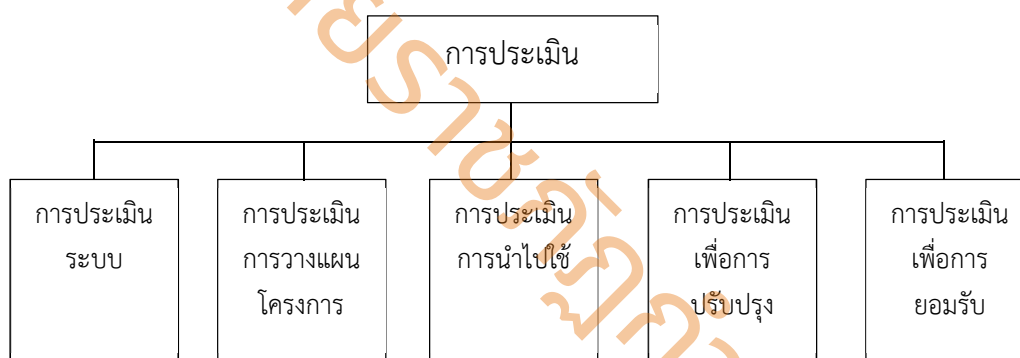 การประเมิน
การประเมิน
ระบบ
การประเมิน
การวางแผน
โครงการ
การประเมิน
การนำไปใช้
การประเมิน
เพื่อการ
ปรับปรุง
การประเมิน
เพื่อการ
ยอมรับ